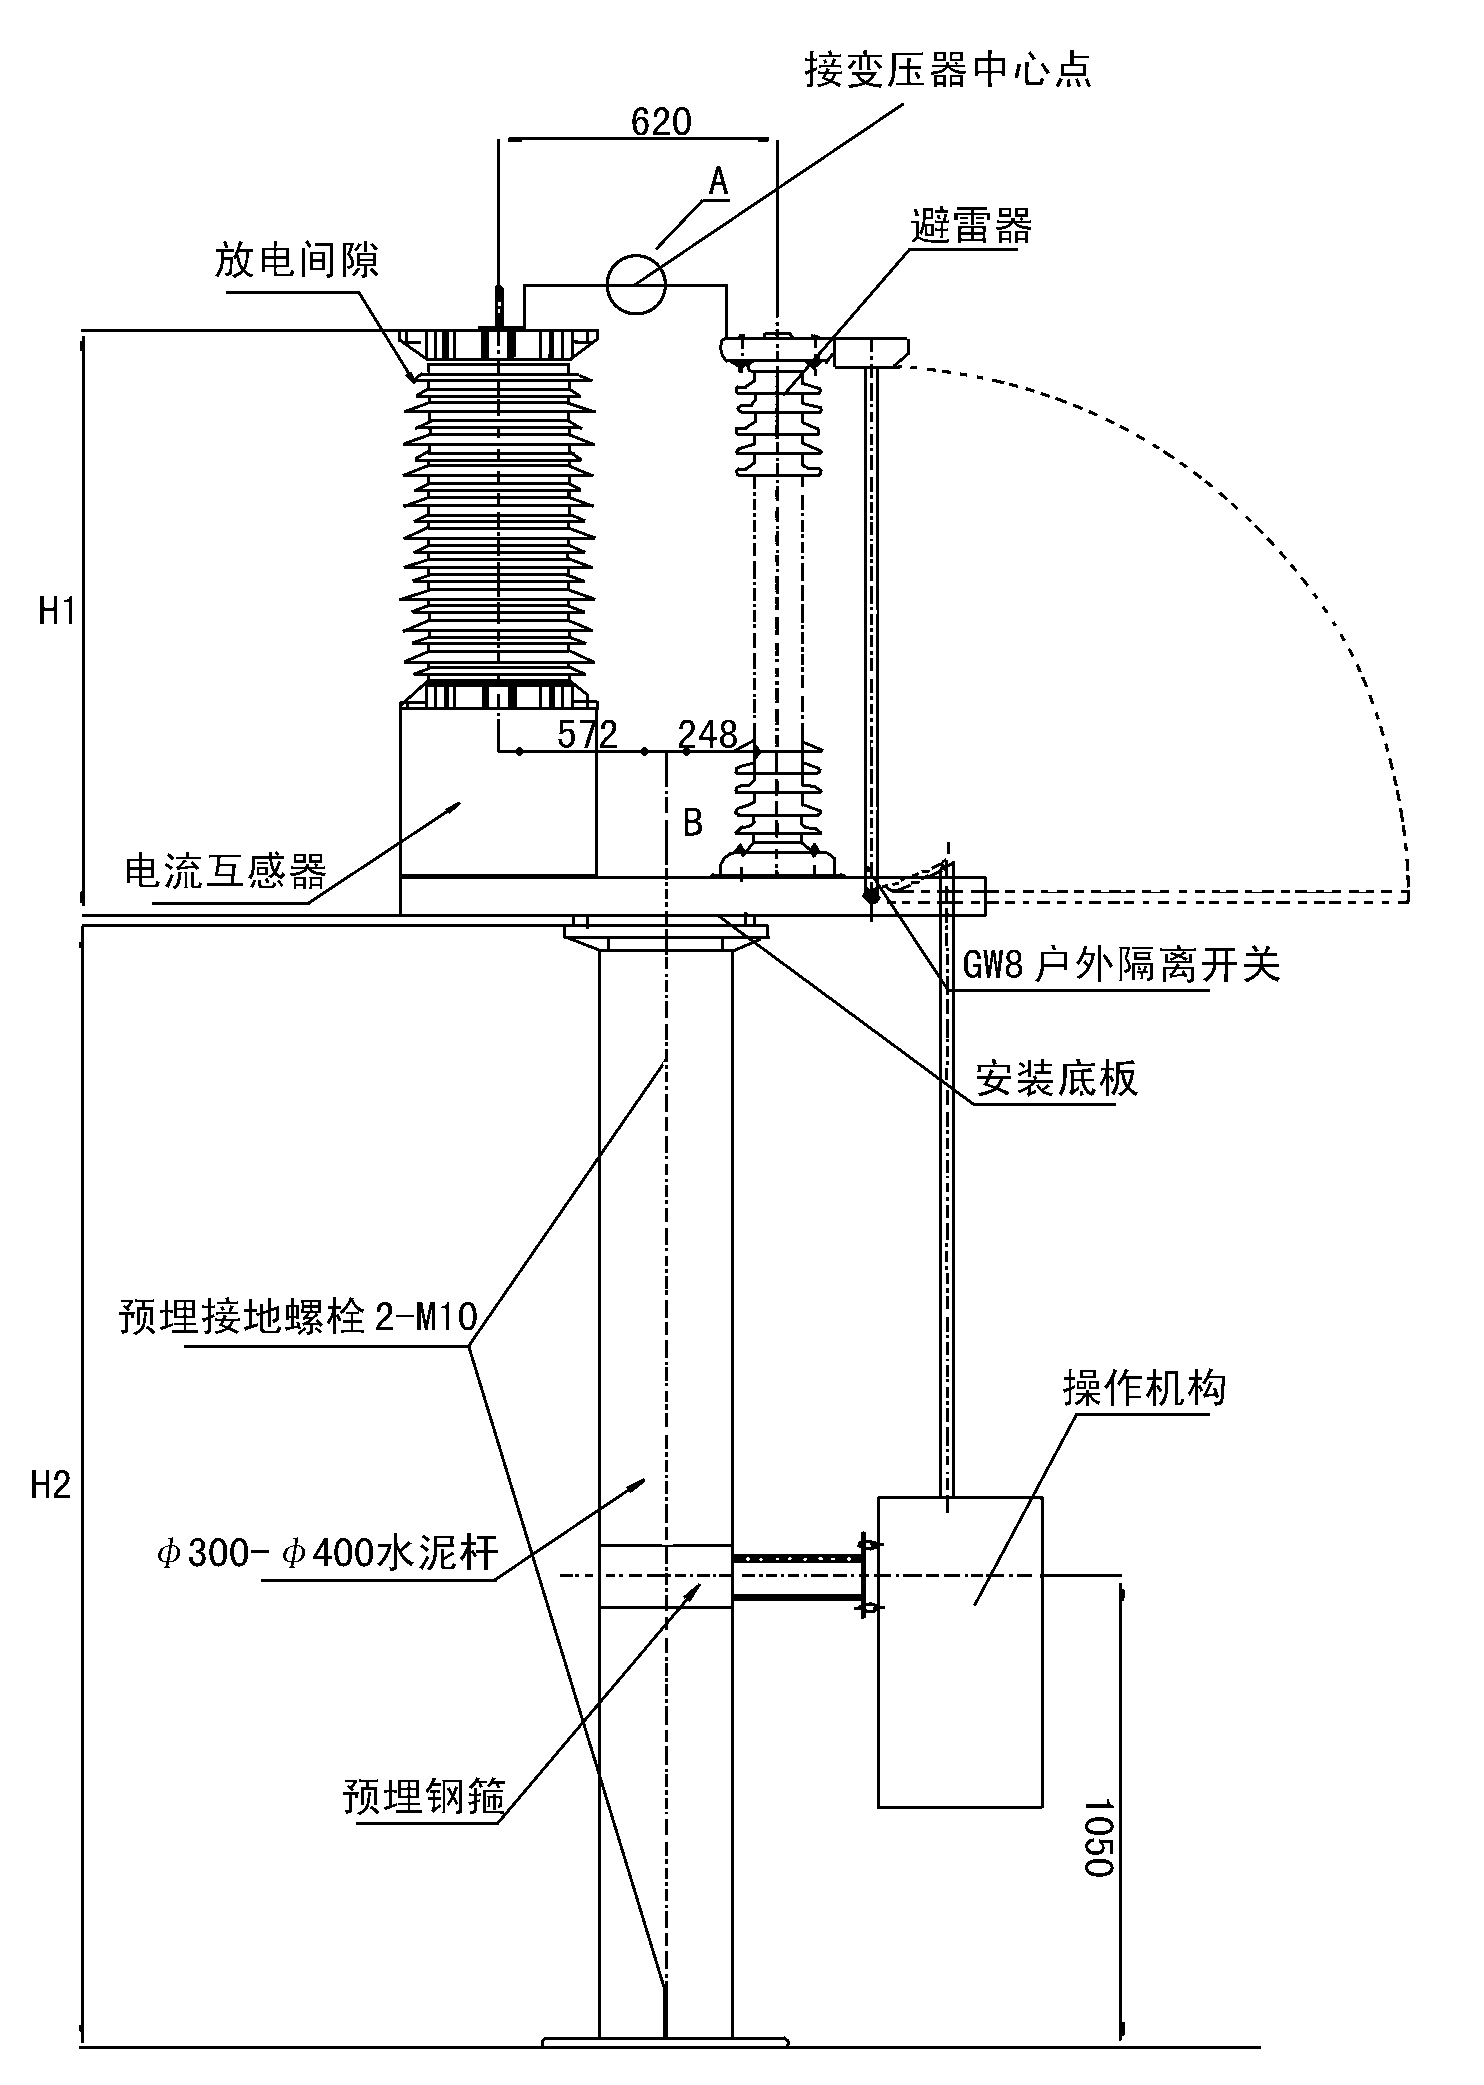 接变压器中心点
620
A
避雷器
放电间隙
H1
572
248
B
电流互感器
GW8户外隔离开关
安装底板
预埋接地螺栓2-M10
操作机构
H2
φ300-φ400水泥杆
预埋钢箍
1050